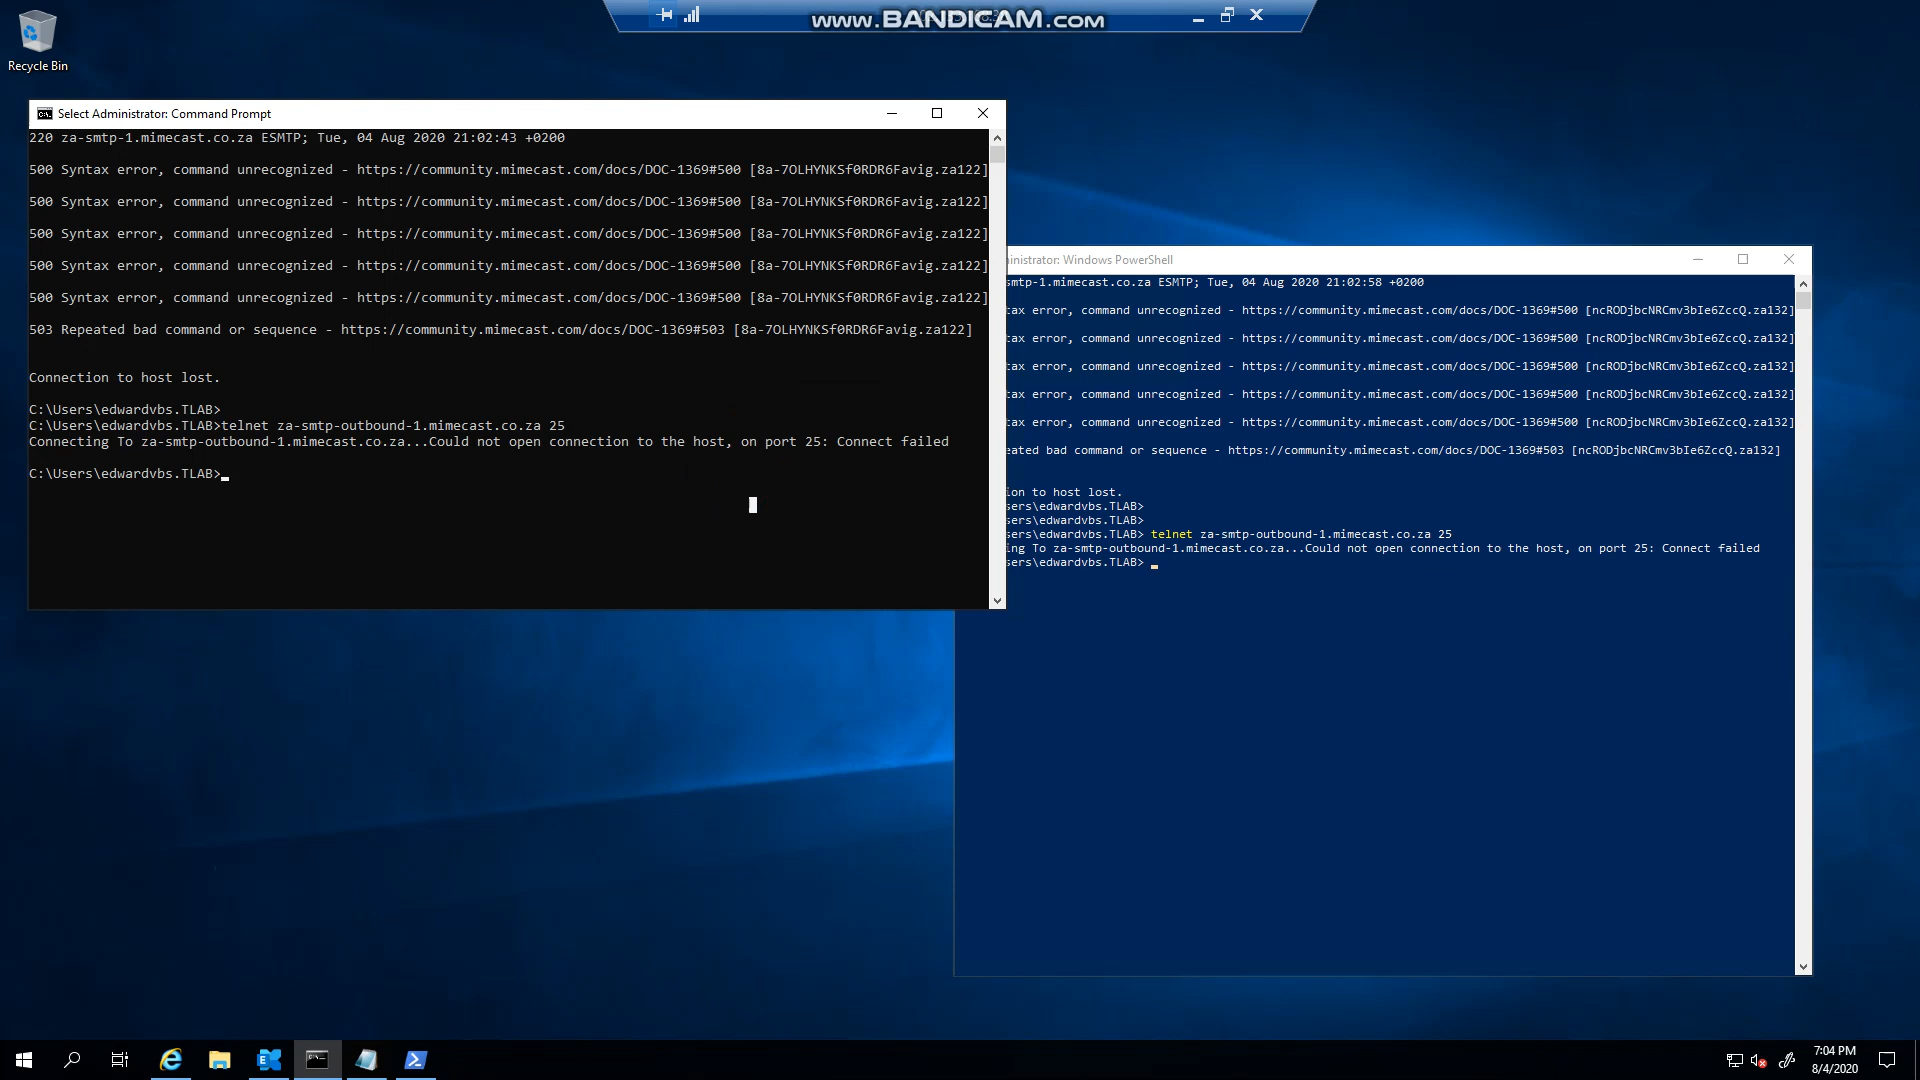 www.BANDICAM.com
Recycle Bin
Select Administrator: Command Prompt
220 za-smtp-1.mimecast.co.za ESMTP; Tue, 04 Aug 2020 21:02:43 +0200
500 Syntax error, command unrecognized - https://community.mimecast.com/docs/DOC-1369#500 [8a-7OLHYNKSf0RDR6Favig.za122]
500 Syntax error, command unrecognized - https://community.mimecast.com/docs/DOC-1369#500 [8a-7OLHYNKSf0RDR6Favig.za122]
500 Syntax error, command unrecognized - https://community.mimecast.com/docs/DOC-1369#500 [8a-7OLHYNKSf0RDR6Favig.za122]
500 Syntax error, command unrecognized - https://community.mimecast.com/docs/DOC-1369#500 [8a-7OLHYNKSf0RDR6Favig.za122]
500 Syntax error, command unrecognized - https://community.mimecast.com/docs/DOC-1369#500 [8a-7OLHYNKSf0RDR6Favig.za122]
503 Repeated bad command or sequence - https://community.mimecast.com/docs/DOC-1369#503 [8a-7OLHYNKSf0RDR6Favig.za122]
Connection to host lost.
C:\Users\edwardvbs.TLAB>
C:\Users\edwardvbs.TLAB>telnet za-smtp-outbound-1.mimecast.co.za 25
Connecting To za-smtp-outbound-1.mimecast.co.za...Could not open connection to the host, on port 25: Connect failed
C:\Users\edwardvbs.TLAB>
inistrator: Windows PowerShell
smtp-1.mimecast.co.za ESMTP; Tue, 04 Aug 2020 21:02:58 +0200
tax error, command unrecognized - https://community.mimecast.com/docs/DOC-1369#500 [ncRODjbcNRCmv3bIe6ZccQ.za132]
tax error, command unrecognized - https://community.mimecast.com/docs/DOC-1369#500 [ncRODjbcNRCmv3bIe6ZccQ.za132]
tax error, command unrecognized - https://community.mimecast.com/docs/DOC-1369#500 [ncRODjbcNRCmv3bIe6ZccQ.za132]
tax error, command unrecognized - https://community.mimecast.com/docs/DOC-1369#500 [ncRODjbcNRCmv3bIe6ZccQ.za132]
tax error, command unrecognized - https://community.mimecast.com/docs/DOC-1369#500 [ncRODjbcNRCmv3bIe6ZccQ.za132]
eated bad command or sequence - https://community.mimecast.com/docs/DOC-1369#503 [ncRODjbcNRCmv3bIe6ZccQ.za132]
ion to host lost.
sers\edwardvbs.TLAB>
sers\edwardvbs.TLAB>
sers\edwardvbs.TLAB> telnet za-smtp-outbound-1.mimecast.co.za 25
ing To za-smtp-outbound-1.mimecast.co.za...Could not open connection to the host, on port 25: Connect failed
sers\edwardvbs.TLAB>
7:04 PM
8/4/2020